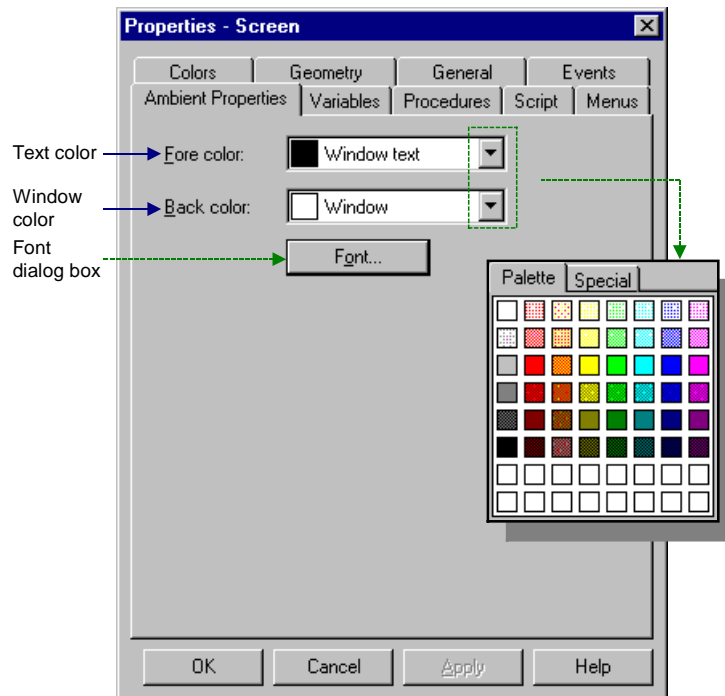 Properties - Screen
Colors Geometry General Events
Ambient Properties Variables Procedures Script Menus
Text color Fore color: Window text
Window
color
Back color: Window
Font
dialog box
Font...
Palette Special
OK Cancel Apply Help